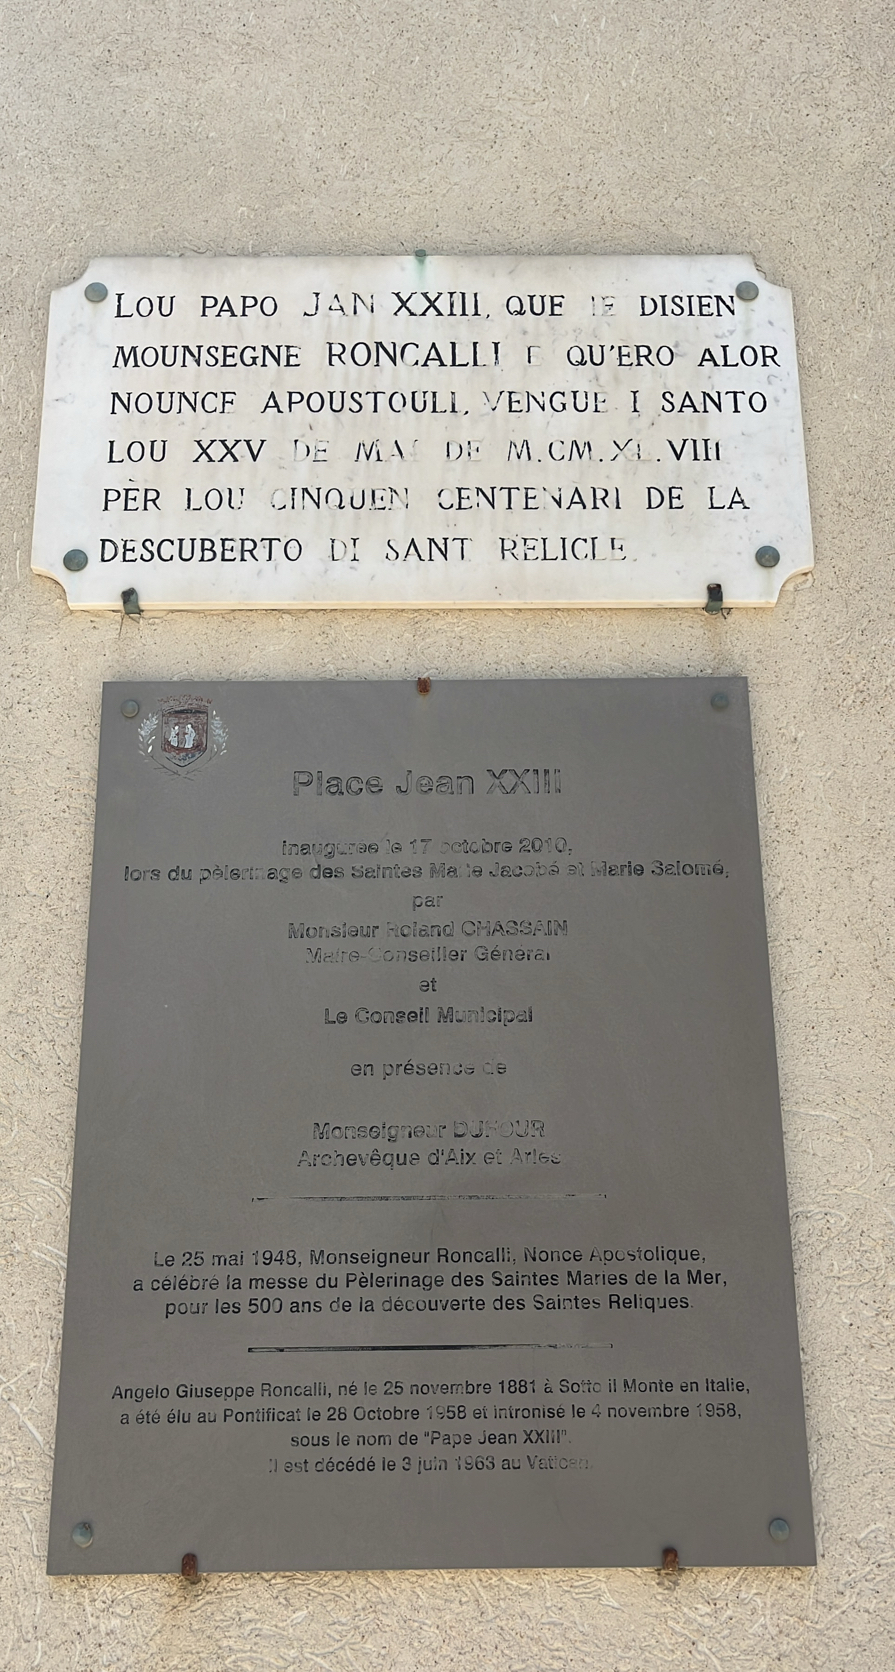 LOU PAPO JAN XXIII, QUE IE DISIEN
MOUNSEGNE RONCALLI E QU'ERO ALOR
NOUNCE APOUSTOULI, VENGUE I SANTO
LOU XXV DE MAI DE M.CM.XL.VIII
PÈR LOU CINQUEN CENTENARI DE LA
DESCUBERTO DI SANT RELICLE.
Place Jean XXIII
inaugurée le 17 octobre 2010,
lors du pèlerinage des Saintes Marie Jacobé et Marie Salomé,
par
Monsieur Roland CHASSAIN
Maire-Conseiller Général
et
Le Conseil Municipal
en présence de
Monseigneur DUFOUR
Archevêque d'Aix et Arles
Le 25 mai 1948, Monseigneur Roncalli, Nonce Apostolique,
a célébré la messe du Pèlerinage des Saintes Maries de la Mer,
pour les 500 ans de la découverte des Saintes Reliques.
Angelo Giuseppe Roncalli, né le 25 novembre 1881 à Sotto il Monte en Italie,
a été élu au Pontificat le 28 Octobre 1958 et intronisé le 4 novembre 1958,
sous le nom de "Pape Jean XXIII".
Il est décédé le 3 juin 1963 au Vatican.